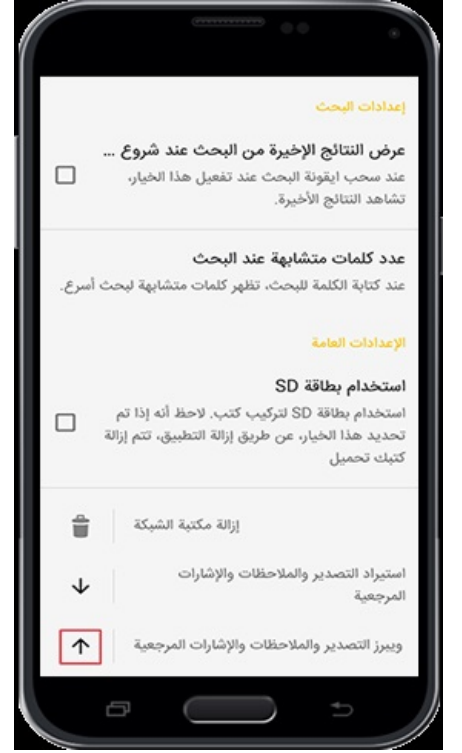 إعدادات البحث
عرض النتائج الإخيرة من البحث عند شروع ...
عند سحب ايقونة البحث عند تفعيل هذا الخيار،
تشاهد النتائج الأخيرة.
عدد كلمات متشابهة عند البحث
عند كتابة الكلمة للبحث، تظهر كلمات متشابهة لبحث أسرع.
الإعدادات العامة
استخدام بطاقة SD
استخدام بطاقة SD لتركيب كتب. لاحظ أنه إذا تم
تحديد هذا الخيار، عن طريق إزالة التطبيق، تتم إزالة
كتبك تحميل
إزالة مكتبة الشبكة
استيراد التصدير والملاحظات والإشارات
المرجعية
ويبرز التصدير والملاحظات والإشارات المرجعية